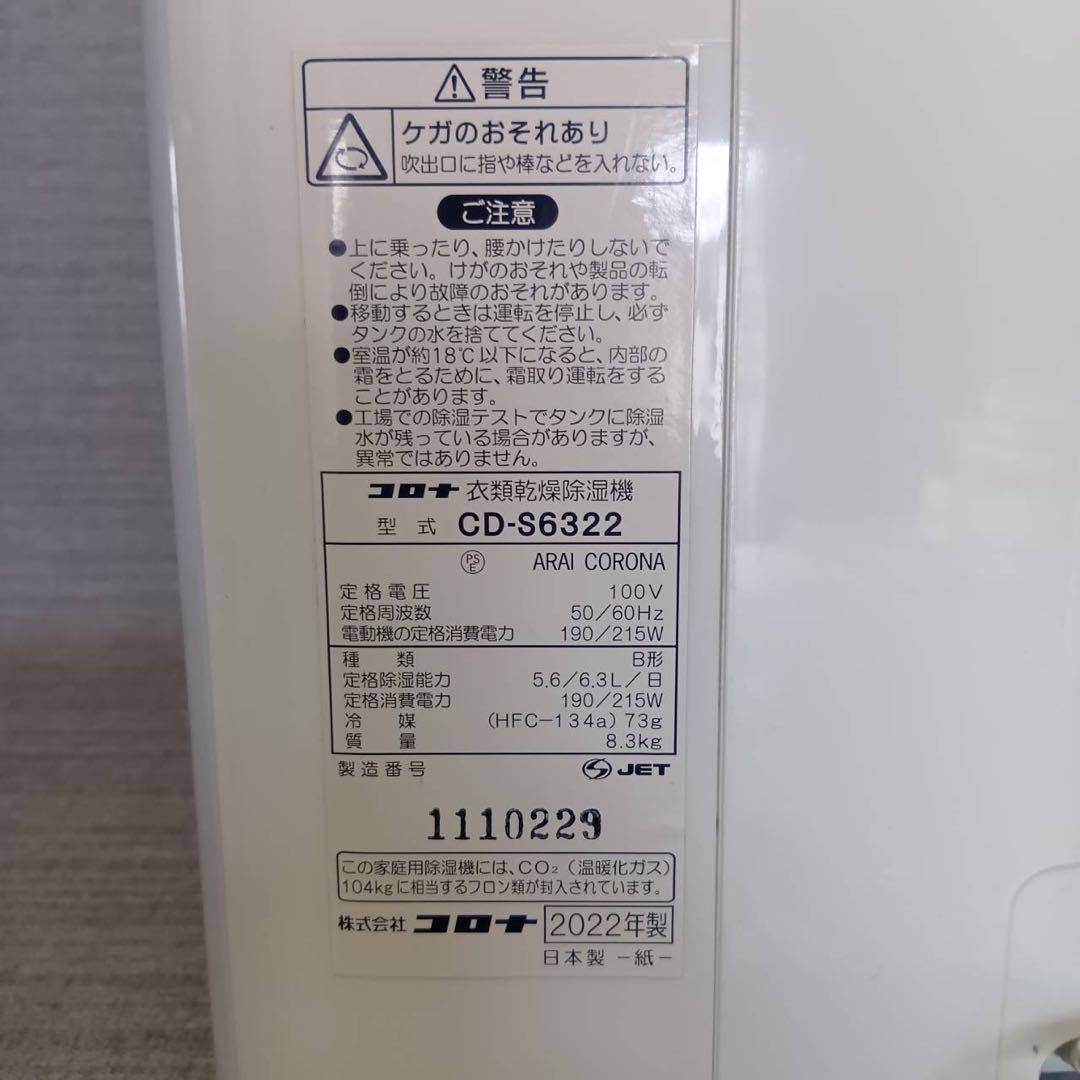 ⚠警告
ケガのおそれあり
吹出口に指や棒などを入れない。
ご注意
●上に乗ったり、腰かけたりしないで
ください。けがのおそれや製品の転
倒により故障のおそれがあります。
●移動するときは運転を停止し、必ず
タンクの水を捨ててください。
●室温が約18℃以下になると、内部の
霜をとるために、霜取り運転をする
ことがあります。
●工場での除湿テストでタンクに除湿
水が残っている場合がありますが、
異常ではありません。
コロナ 衣類乾燥除湿機
型 式 CD-S6322
PSE ARAI CORONA
定格電圧 100V
定格周波数 50/60Hz
電動機の定格消費電力 190/215W
種 類 B形
定格除湿能力 5.6/6.3L/日
定格消費電力 190/215W
冷 媒 (HFC-134a) 73g
質 量 8.3kg
製造番号 JET
1110229
この家庭用除湿機には、CO₂(温暖化ガス)
104kgに相当するフロン類が封入されています。
株式会社 コロナ 2022年製
日本製 -紙-